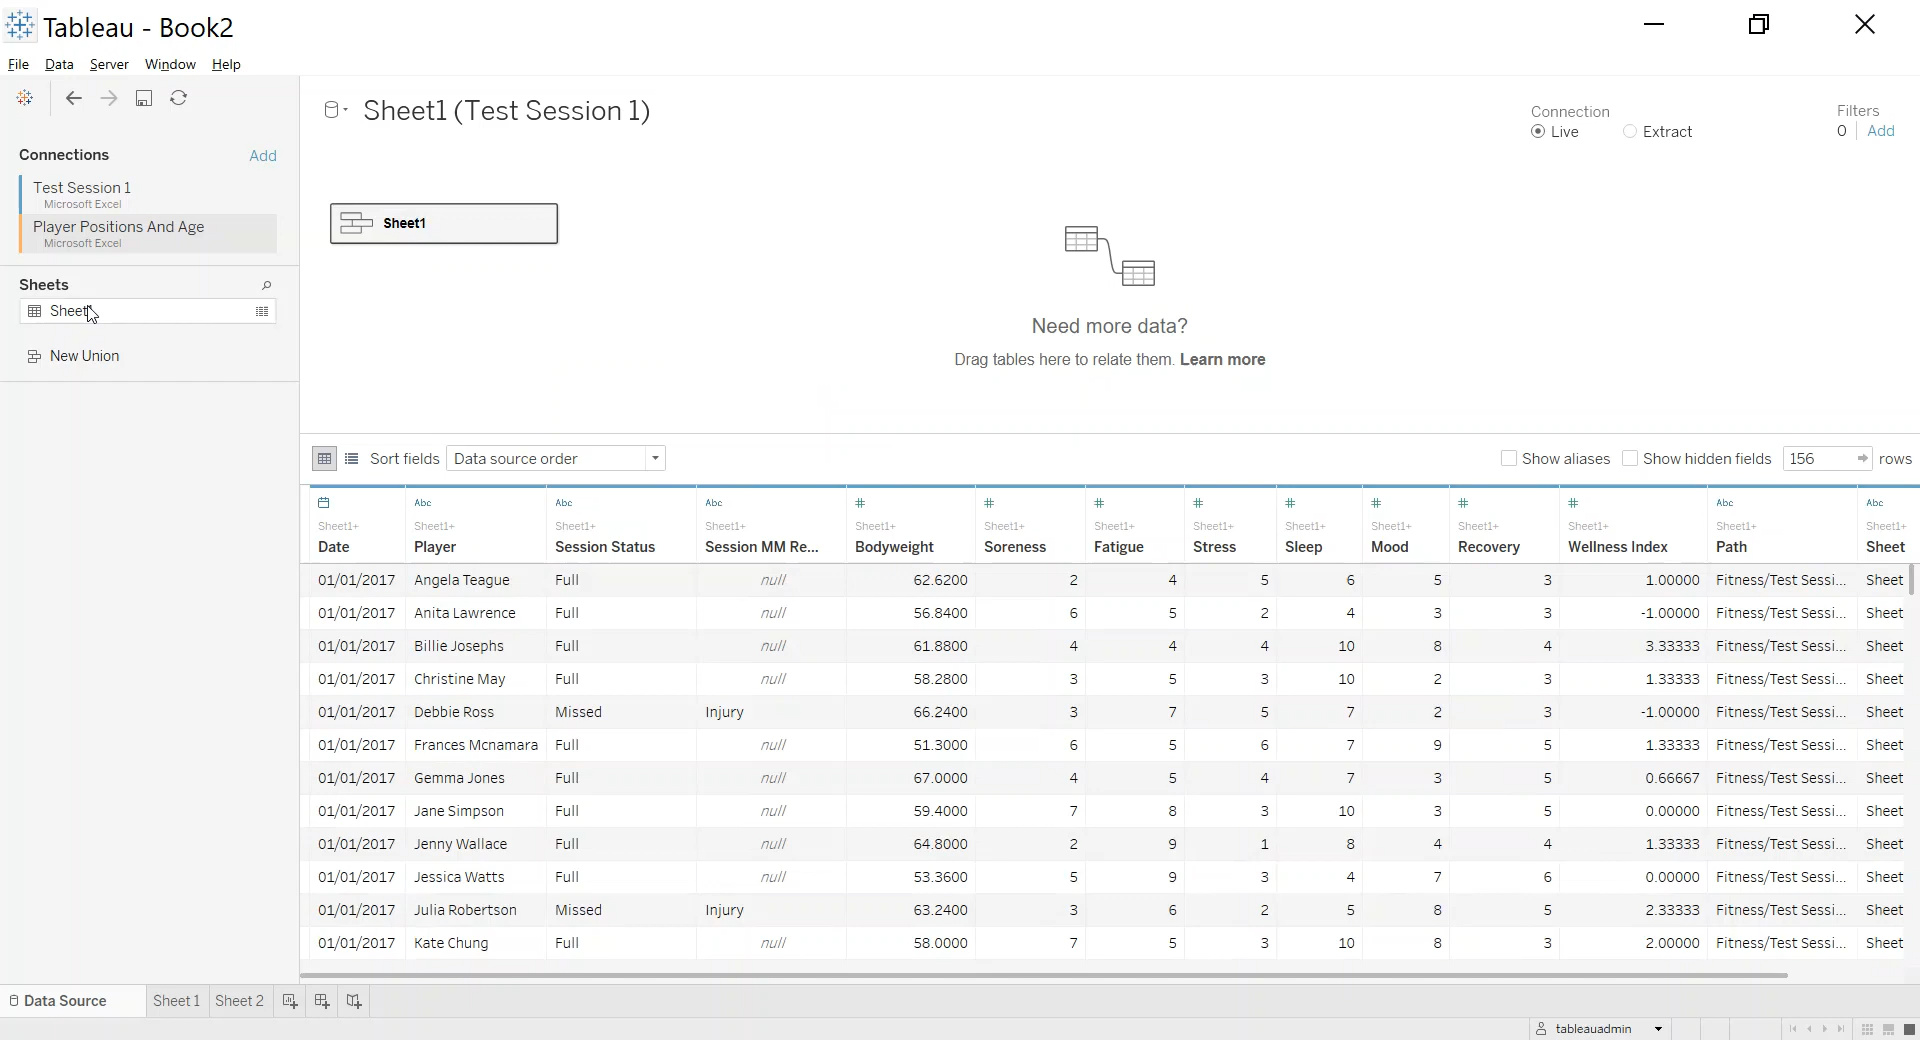 Tableau - Book2
File Data Server Window Help
Connections Add
Test Session 1
Microsoft Excel
Player Positions And Age
Microsoft Excel
Sheets
Sheet
New Union
Sheet1 (Test Session 1)
Connection
Live Extract
Filters
0 Add
Sheet1
Need more data?
Drag tables here to relate them. Learn more
Sort fields Data source order Show aliases Show hidden fields 156 rows
Abc Abc Abc # # # # # # # # Abc Abc
Sheet1+ Sheet1+ Sheet1+ Sheet1+ Sheet1+ Sheet1+ Sheet1+ Sheet1+ Sheet1+ Sheet1+ Sheet1+ Sheet1+ Sheet1+ Sheet1+
Date Player Session Status Session MM Re... Bodyweight Soreness Fatigue Stress Sleep Mood Recovery Wellness Index Path Sheet
01/01/2017 Angela Teague Full null 62.6200 2 4 5 6 5 3 1.00000 Fitness/Test Sessi... Sheet
01/01/2017 Anita Lawrence Full null 56.8400 6 5 2 4 3 3 -1.00000 Fitness/Test Sessi... Sheet
01/01/2017 Billie Josephs Full null 61.8800 4 4 4 10 8 4 3.33333 Fitness/Test Sessi... Sheet
01/01/2017 Christine May Full null 58.2800 3 5 3 10 2 3 1.33333 Fitness/Test Sessi... Sheet
01/01/2017 Debbie Ross Missed Injury 66.2400 3 7 5 7 2 3 -1.00000 Fitness/Test Sessi... Sheet
01/01/2017 Frances Mcnamara Full null 51.3000 6 5 6 7 9 5 1.33333 Fitness/Test Sessi... Sheet
01/01/2017 Gemma Jones Full null 67.0000 4 5 4 7 3 5 0.66667 Fitness/Test Sessi... Sheet
01/01/2017 Jane Simpson Full null 59.4000 7 8 3 10 3 5 0.00000 Fitness/Test Sessi... Sheet
01/01/2017 Jenny Wallace Full null 64.8000 2 9 1 8 4 4 1.33333 Fitness/Test Sessi... Sheet
01/01/2017 Jessica Watts Full null 53.3600 5 9 3 4 7 6 0.00000 Fitness/Test Sessi... Sheet
01/01/2017 Julia Robertson Missed Injury 63.2400 3 6 2 5 8 5 2.33333 Fitness/Test Sessi... Sheet
01/01/2017 Kate Chung Full null 58.0000 7 5 3 10 8 3 2.00000 Fitness/Test Sessi... Sheet
Data Source Sheet 1 Sheet 2
tableauadmin